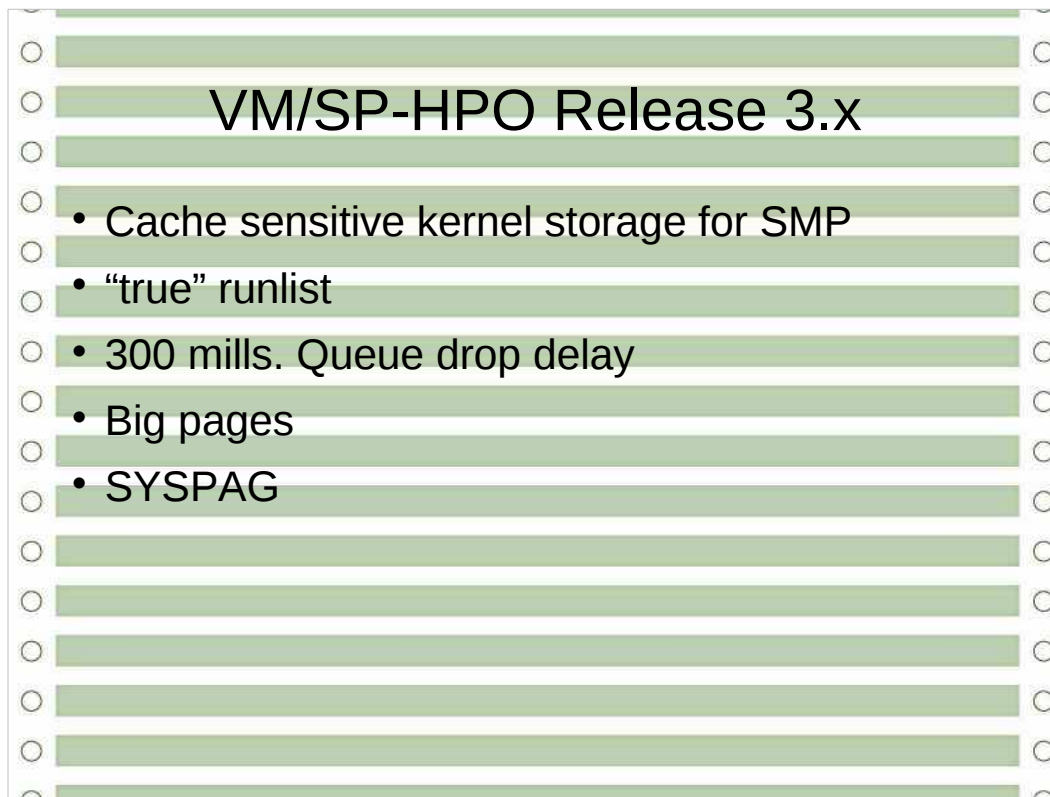 VM/SP-HPO Release 3.x
• Cache sensitive kernel storage for SMP
• “true” runlist
• 300 mills. Queue drop delay
• Big pages
• SYSPAG